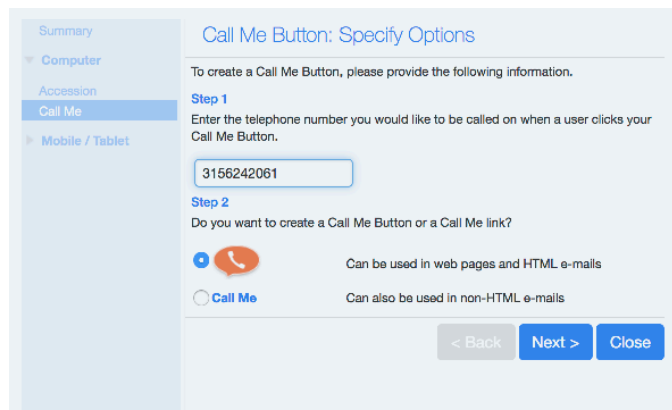 Summary
Computer
Accession
Call Me
Mobile / Tablet
Call Me Button: Specify Options
To create a Call Me Button, please provide the following information.
Step 1
Enter the telephone number you would like to be called on when a user clicks your
Call Me Button.
3156242061
Step 2
Do you want to create a Call Me Button or a Call Me link?
Can be used in web pages and HTML e-mails
Call Me Can also be used in non-HTML e-mails
< Back Next > Close